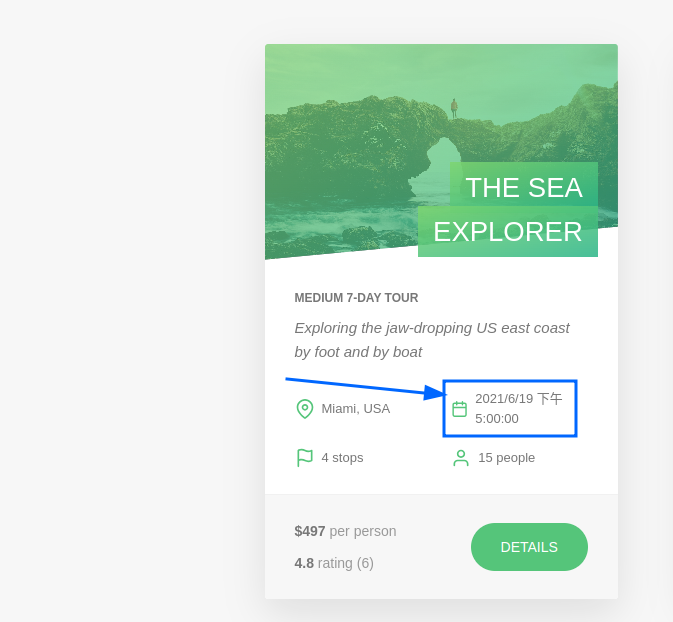 THE SEA
EXPLORER
MEDIUM 7-DAY TOUR
Exploring the jaw-dropping US east coast
by foot and by boat
Miami, USA
2021/6/19 下午
5:00:00
4 stops
15 people
$497 per person
4.8 rating (6)
DETAILS